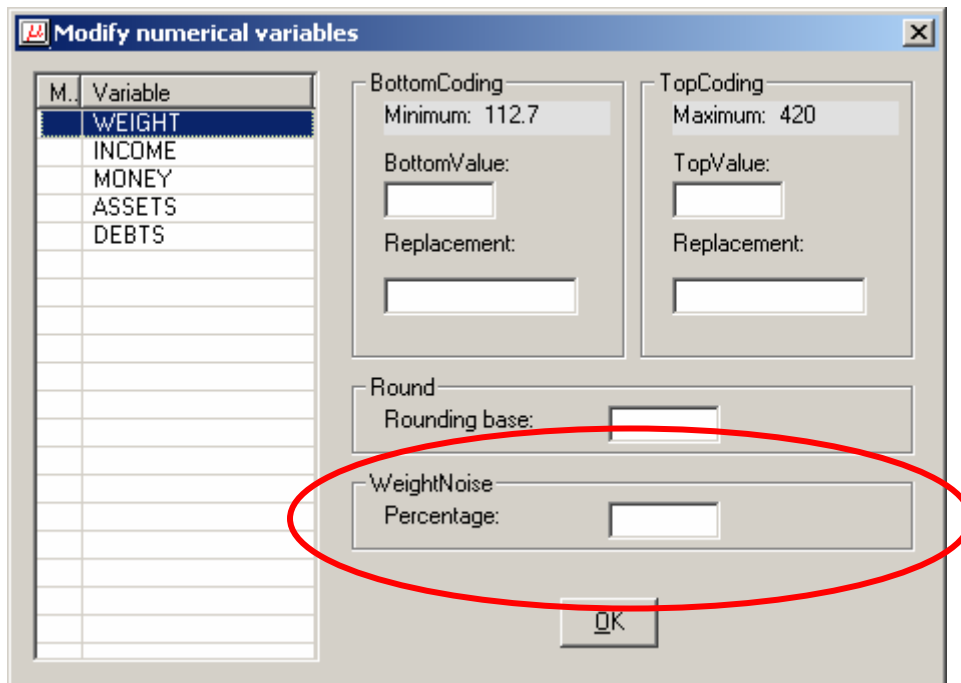 μ Modify numerical variables
M.. Variable
WEIGHT
INCOME
MONEY
ASSETS
DEBTS
BottomCoding
Minimum: 112.7
BottomValue:
Replacement:
TopCoding
Maximum: 420
TopValue:
Replacement:
Round
Rounding base:
WeightNoise
Percentage:
OK